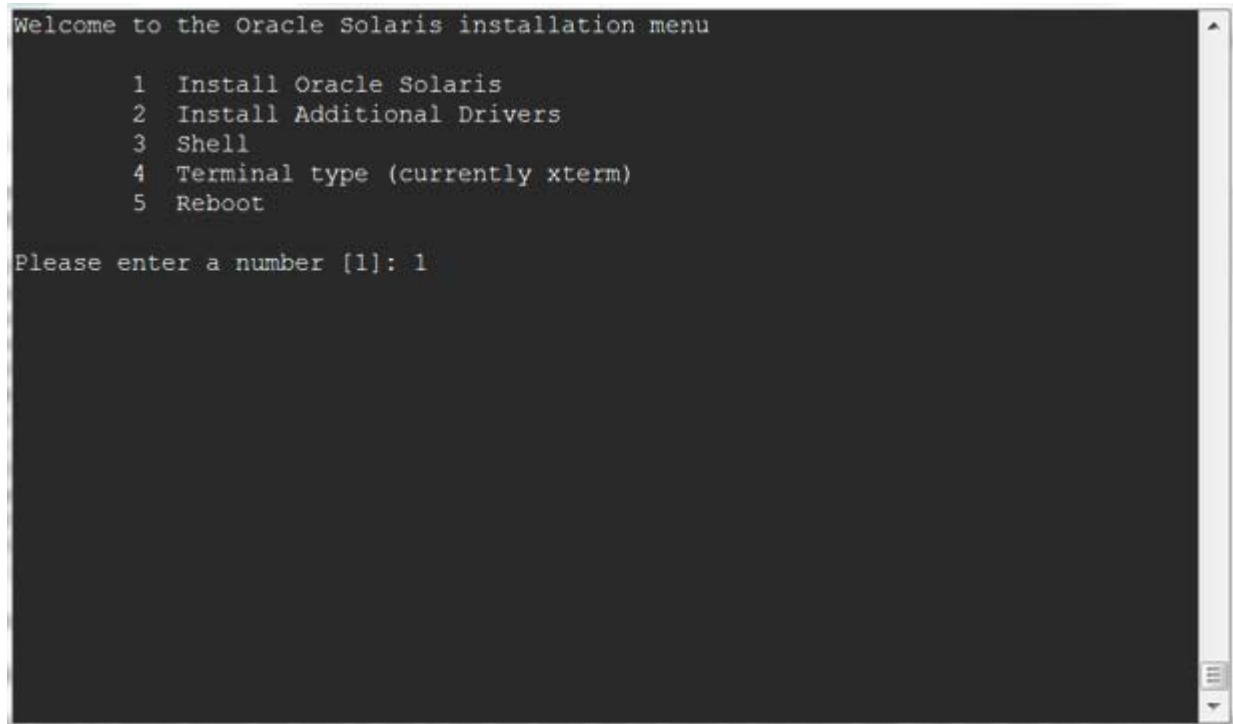 Welcome to the Oracle Solaris installation menu
1 Install Oracle Solaris
2 Install Additional Drivers
3 Shell
4 Terminal type (currently xterm)
5 Reboot
Please enter a number [1]: 1